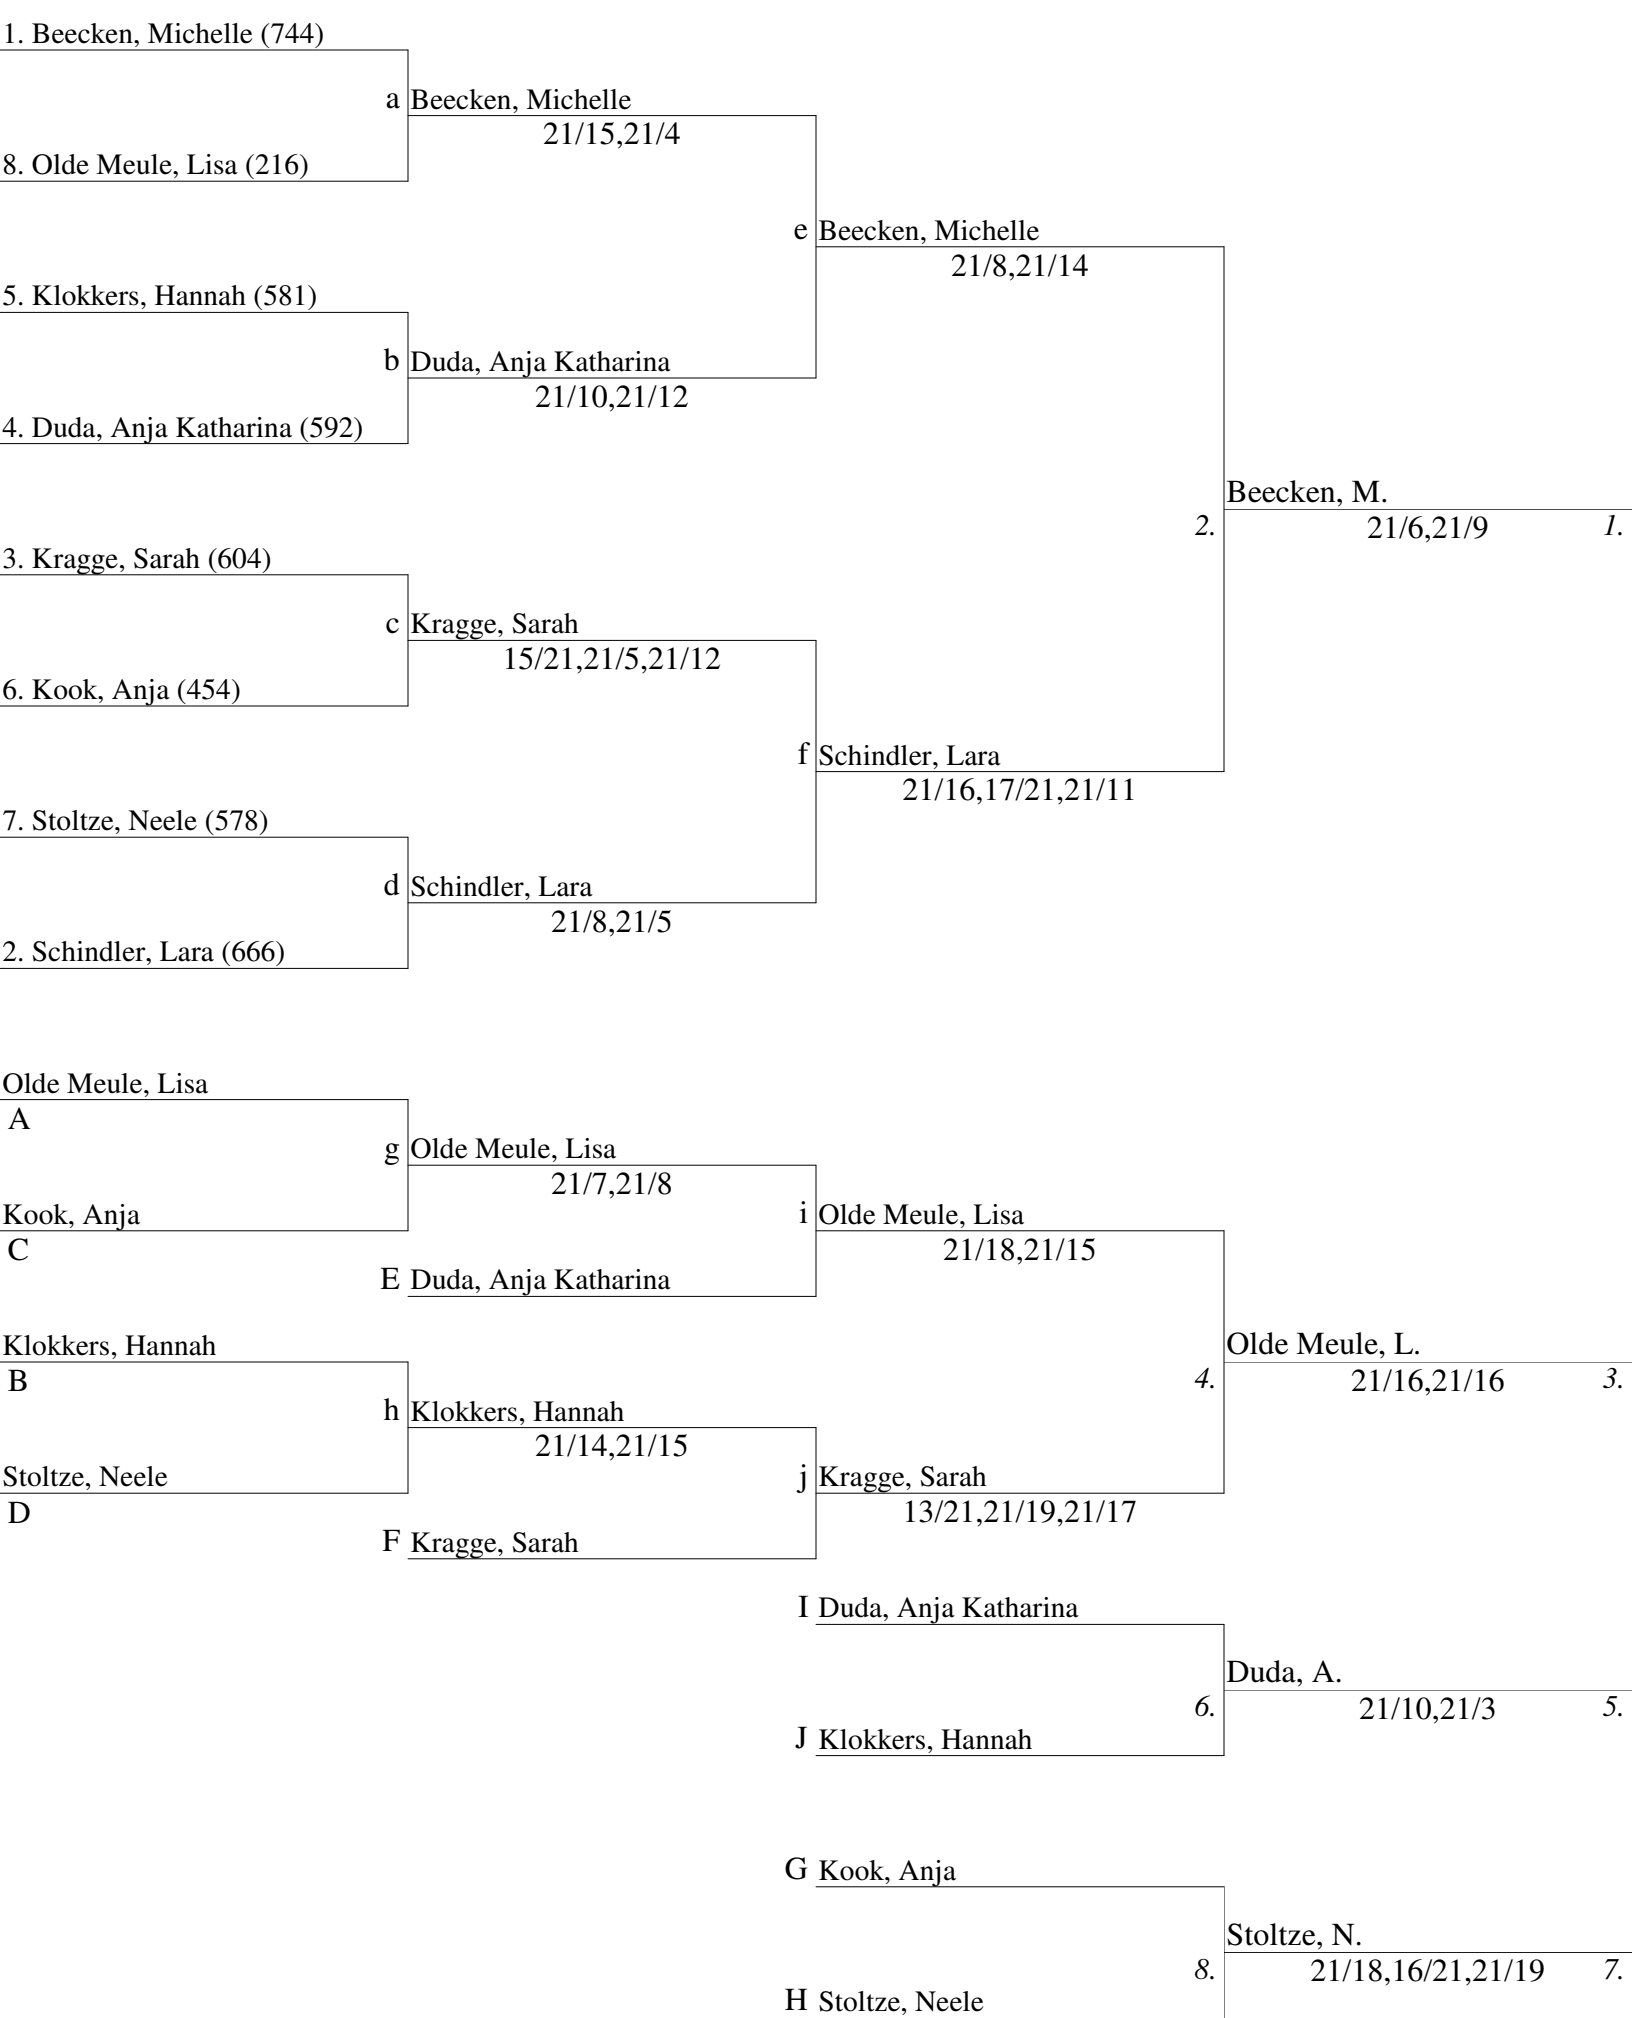 1. Beecken, Michelle (744)
a Beecken, Michelle
21/15,21/4
8. Olde Meule, Lisa (216)
e Beecken, Michelle
21/8,21/14
5. Klokkers, Hannah (581)
b Duda, Anja Katharina
21/10,21/12
4. Duda, Anja Katharina (592)
Beecken, M.
2. 21/6,21/9 1.
3. Kragge, Sarah (604)
c Kragge, Sarah
15/21,21/5,21/12
6. Kook, Anja (454)
f Schindler, Lara
21/16,17/21,21/11
7. Stoltze, Neele (578)
d Schindler, Lara
21/8,21/5
2. Schindler, Lara (666)
Olde Meule, Lisa
A
g Olde Meule, Lisa
21/7,21/8
Kook, Anja
C
i Olde Meule, Lisa
21/18,21/15
E Duda, Anja Katharina
Klokkers, Hannah
B
Olde Meule, L.
4. 21/16,21/16 3.
h Klokkers, Hannah
21/14,21/15
Stoltze, Neele
D
j Kragge, Sarah
13/21,21/19,21/17
F Kragge, Sarah
I Duda, Anja Katharina
Duda, A.
6. 21/10,21/3 5.
J Klokkers, Hannah
G Kook, Anja
Stoltze, N.
8. 21/18,16/21,21/19 7.
H Stoltze, Neele